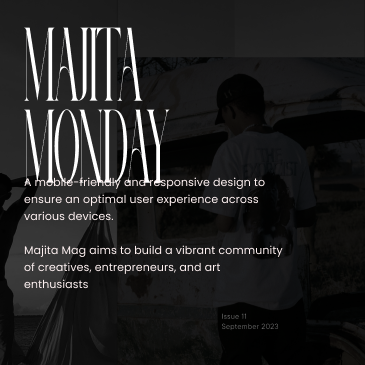 MAJITA
MONDAY
A mobile-friendly and responsive design to
ensure an optimal user experience across
various devices.
Majita Mag aims to build a vibrant community
of creatives, entrepreneurs, and art
enthusiasts
Issue 11
September 2023